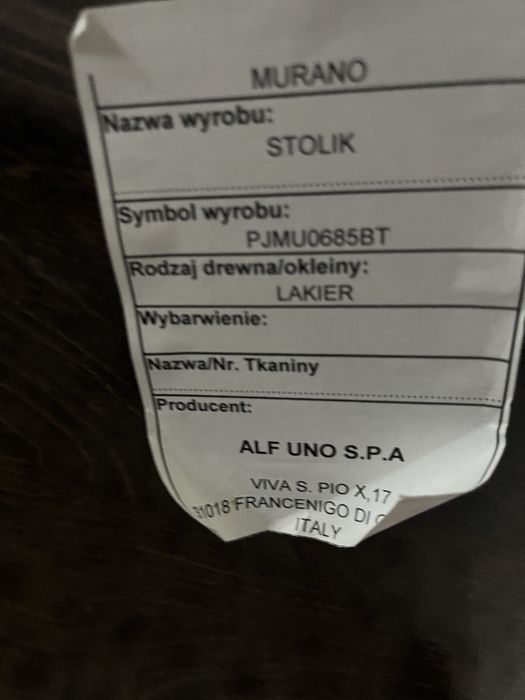 MURANO
Nazwa wyrobu:
STOLIK
Symbol wyrobu:
PJMU0685BT
Rodzaj drewna/okleiny:
LAKIER
Wybarwienie:
Nazwa/Nr. Tkaniny
Producent:
ALF UNO S.P.A
VIVA S. PIO X,17
31018 FRANCENIGO DI
ITALY